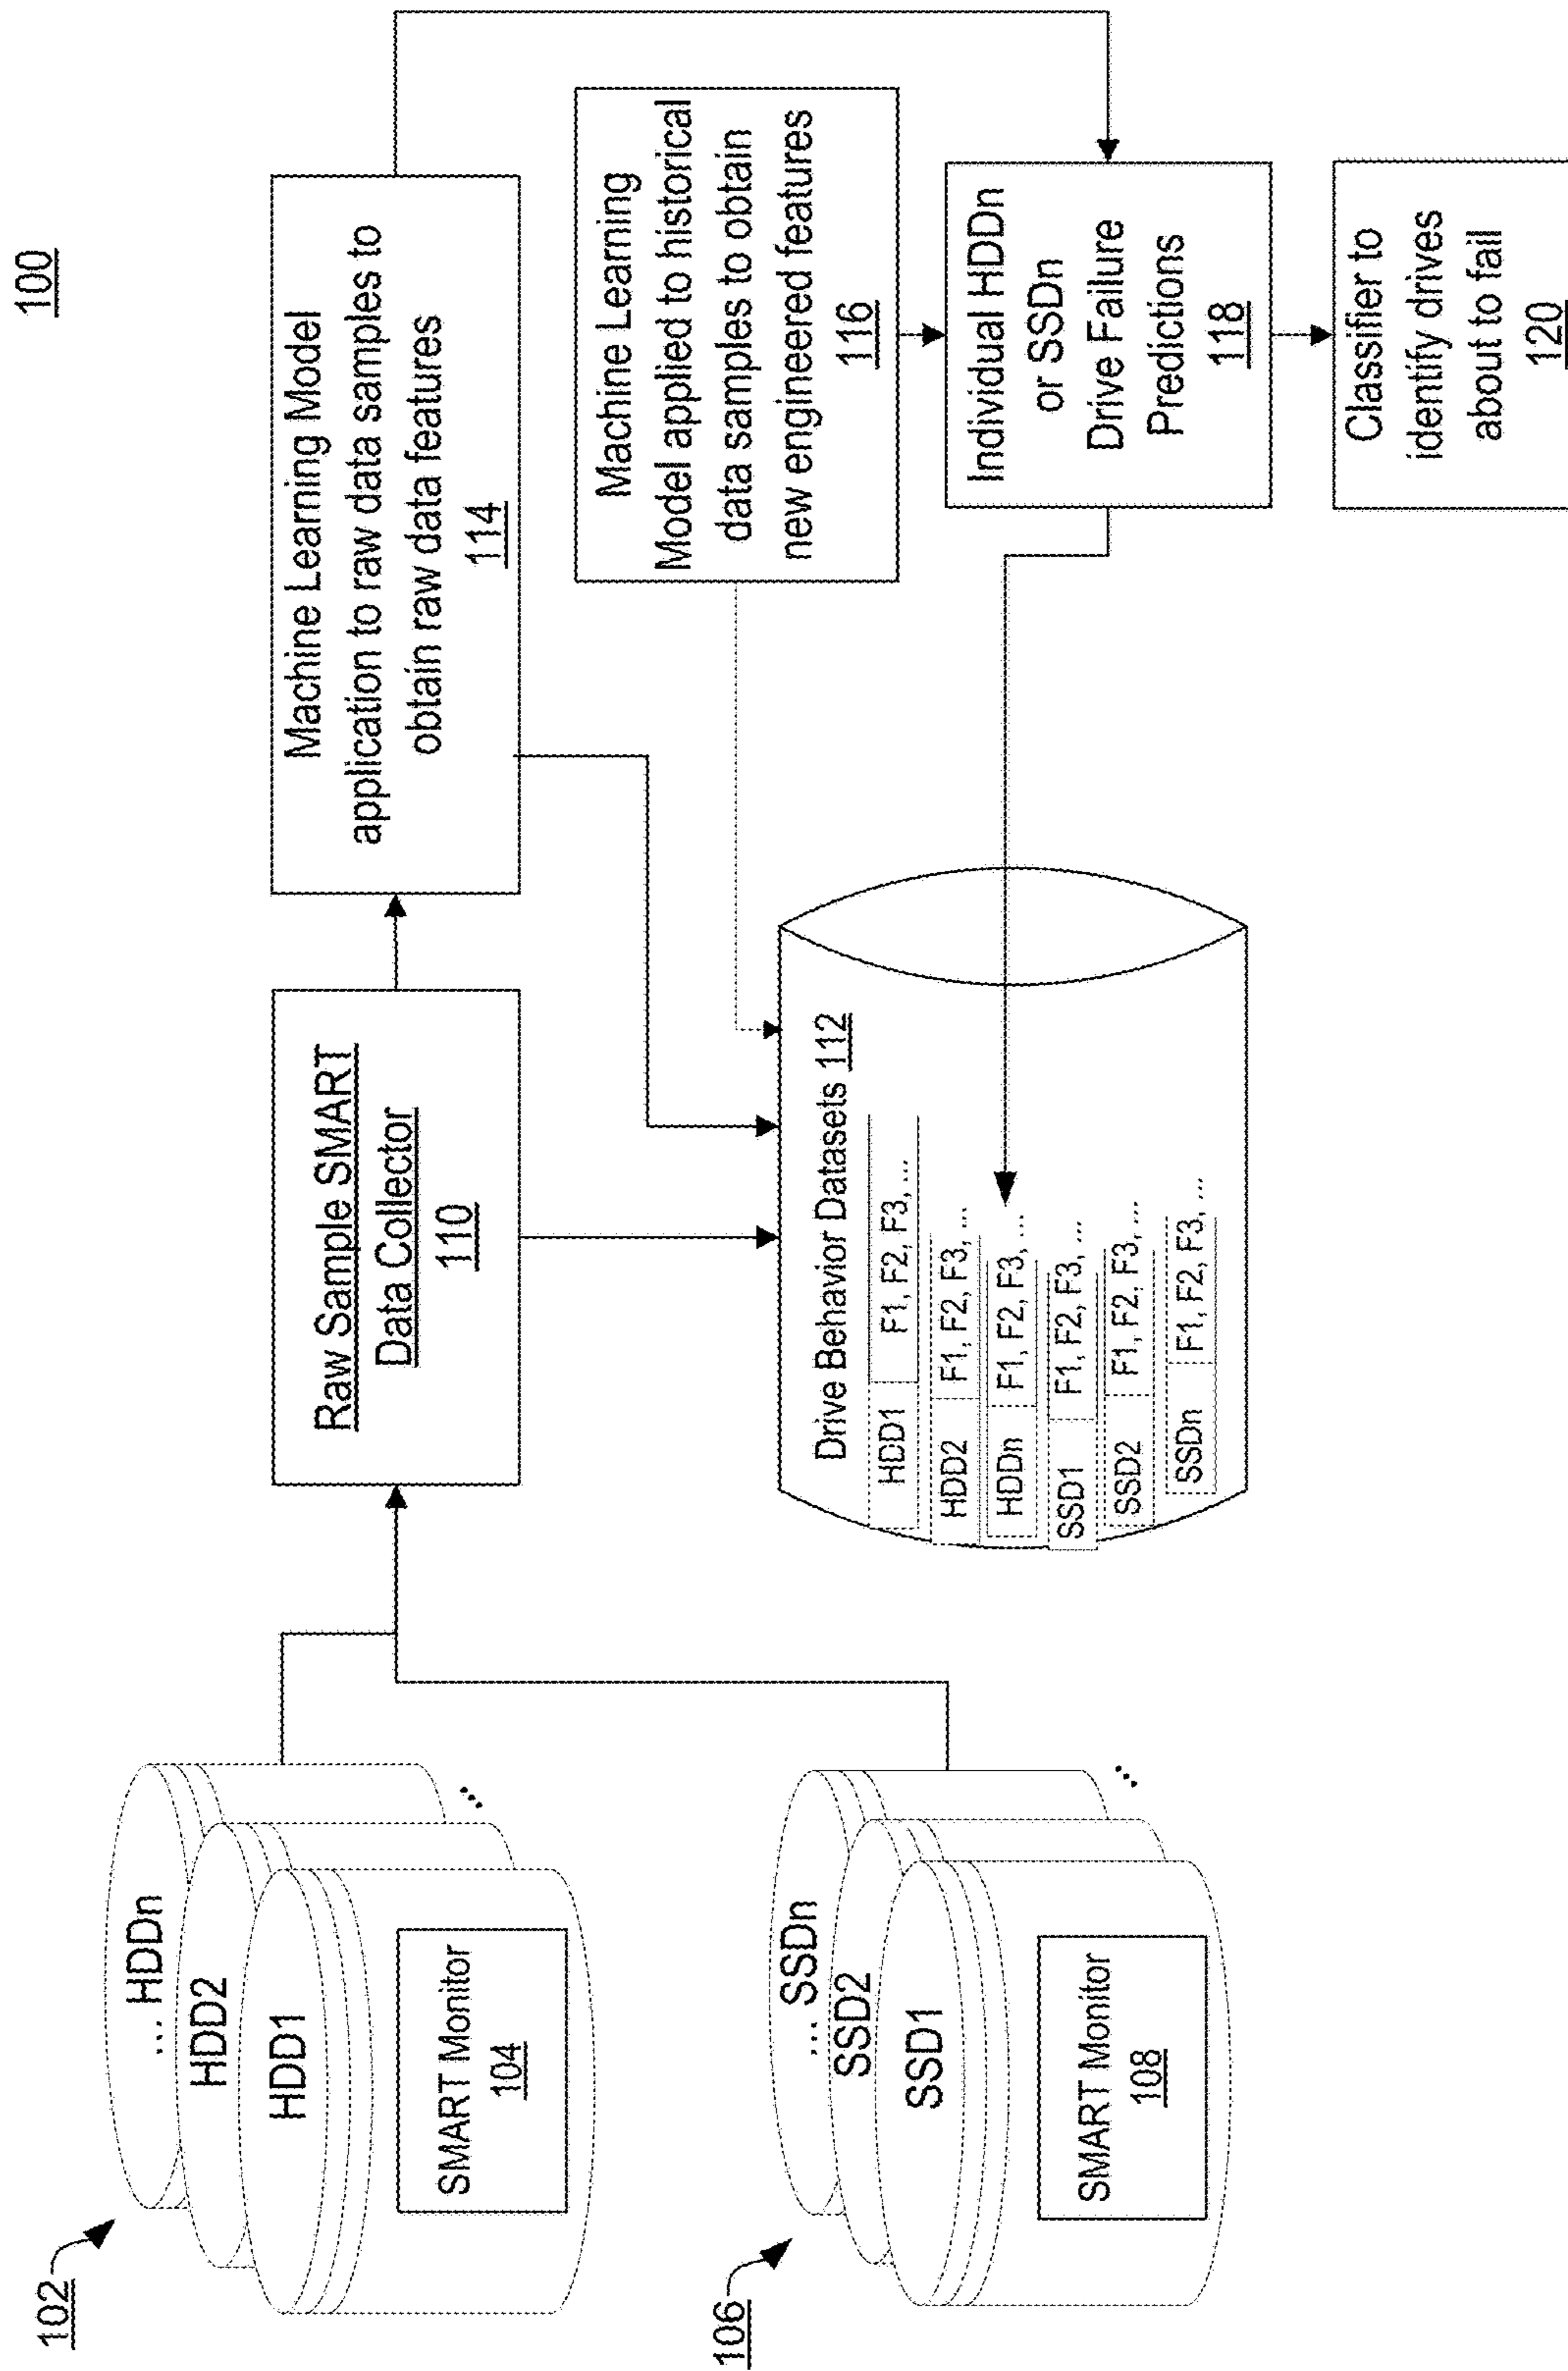 100
102
... HDDn
HDD2
HDD1
SMART Monitor
104
106
... SSDn
SSD2
SSD1
SMART Monitor
108
...
...
Raw Sample SMART
Data Collector
110
Machine Learning Model
application to raw data samples to
obtain raw data features
114
Drive Behavior Datasets 112
HDD1 F1, F2, F3, ...
HDD2 F1, F2, F3, ...
HDDn F1, F2, F3, ...
SSD1 F1, F2, F3, ...
SSD2 F1, F2, F3, ...
SSDn F1, F2, F3, ...
Machine Learning
Model applied to historical
data samples to obtain
new engineered features
116
Individual HDDn
or SSDn
Drive Failure
Predictions
118
Classifier to
identify drives
about to fail
120